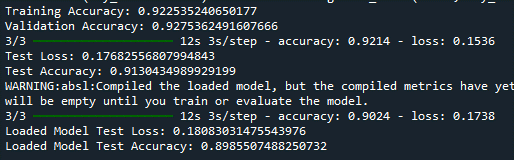 Training Accuracy: 0.922535240650177
Validation Accuracy: 0.9275362491607666
3/3 ━━━━━━━━━━━━━━━━━━━━ 12s 3s/step - accuracy: 0.9214 - loss: 0.1536
Test Loss: 0.17682556807994843
Test Accuracy: 0.9130434989929199
WARNING:absl:Compiled the loaded model, but the compiled metrics have yet
will be empty until you train or evaluate the model.
3/3 ━━━━━━━━━━━━━━━━━━━━ 12s 3s/step - accuracy: 0.9024 - loss: 0.1738
Loaded Model Test Loss: 0.18083031475543976
Loaded Model Test Accuracy: 0.8985507488250732